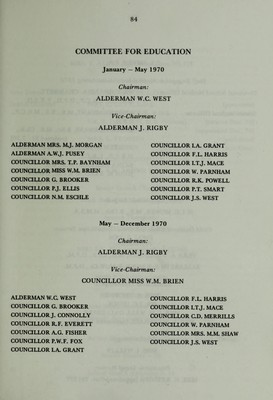 84
COMMITTEE FOR EDUCATION
January — May 1970
Chairman:
ALDERMAN W.C. WEST
Vice-Chairman:
ALDERMAN J. RIGBY
ALDERMAN MRS. M.J. MORGAN
ALDERMAN A.W.J. PUSEY
COUNCILLOR MRS. T.P. BAYNHAM
COUNCILLOR MISS W.M. BRIEN
COUNCILLOR G. BROOKER
COUNCILLOR P.J. ELLIS
COUNCILLOR N.M. ESCHLE
COUNCILLOR I.A. GRANT
COUNCILLOR F.L. HARRIS
COUNCILLOR I.T.J. MACE
COUNCILLOR W. PARNHAM
COUNCILLOR R.K. POWELL
COUNCILLOR P.T. SMART
COUNCILLOR J.S. WEST
May — December 1970
Chairman:
ALDERMAN J. RIGBY
Vice-Chairman:
COUNCILLOR MISS W.M. BRIEN
ALDERMAN W.C. WEST
COUNCILLOR G. BROOKER
COUNCILLOR J. CONNOLLY
COUNCILLOR R.F. EVERETT
COUNCILLOR A.G. FISHER
COUNCILLOR P.W.F. FOX
COUNCILLOR I.A. GRANT
COUNCILLOR F.L. HARRIS
COUNCILLOR I.T.J. MACE
COUNCILLOR C.D. MERRILLS
COUNCILLOR W. PARNHAM
COUNCILLOR MRS. M.M. SHAW
COUNCILLOR J.S. WEST